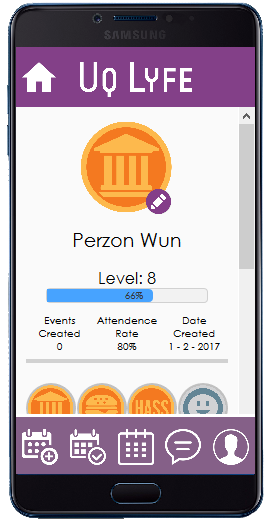 SAMSUNG
UQ LYFE
Perzon Wun
Level: 8
66%
Events Created 0
Attendence Rate 80%
Date Created 1 - 2 - 2017
HASS